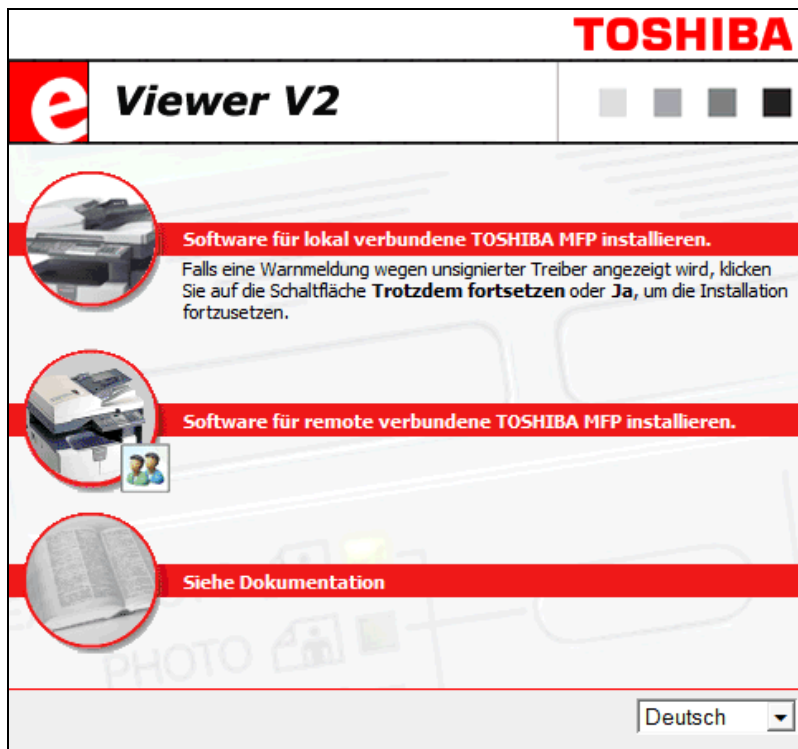 TOSHIBA
e Viewer V2
Software für lokal verbundene TOSHIBA MFP installieren.
Falls eine Warnmeldung wegen unsignierter Treiber angezeigt wird, klicken
Sie auf die Schaltfläche Trotzdem fortsetzen oder Ja, um die Installation
fortzusetzen.
Software für remote verbundene TOSHIBA MFP installieren.
Siehe Dokumentation
PHOTO
Deutsch